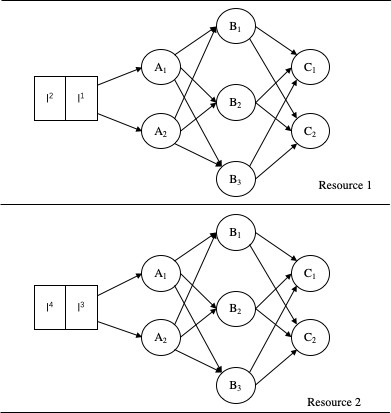 B₁
A₁
C₁
I² I¹
B₂
A₂
C₂
B₃
Resource 1
B₁
A₁
C₁
I⁴ I³
B₂
A₂
C₂
B₃
Resource 2